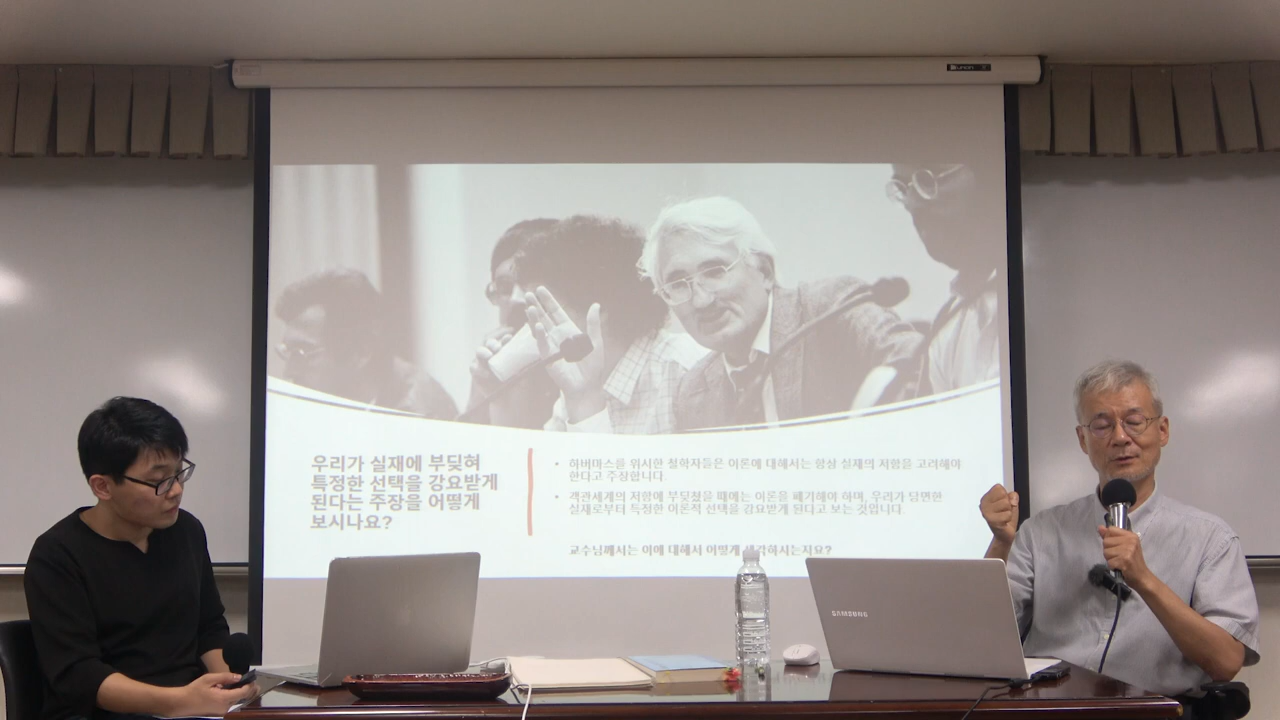 우리가 실재에 부딪혀
특정한 선택을 강요받게
된다는 주장을 어떻게
보시나요?
• 하버마스를 위시한 철학자들은 이론에 대해서는 항상 실재의 저항을 고려해야
한다고 주장합니다.
• 객관세계의 저항에 부딪쳤을 때에는 이론을 폐기해야 하며, 우리가 당면한
실재로부터 특정한 이론적 선택을 강요받게 된다고 보는 것입니다.
교수님께서는 이에 대해서 어떻게 생각하시는지요?
SAMSUNG